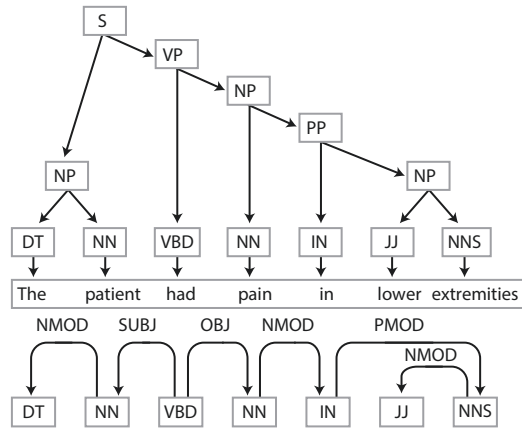 S
VP
NP
PP
NP NP
DT NN VBD NN IN JJ NNS
The patient had pain in lower extremities
NMOD SUBJ OBJ NMOD PMOD
NMOD
DT NN VBD NN IN JJ NNS